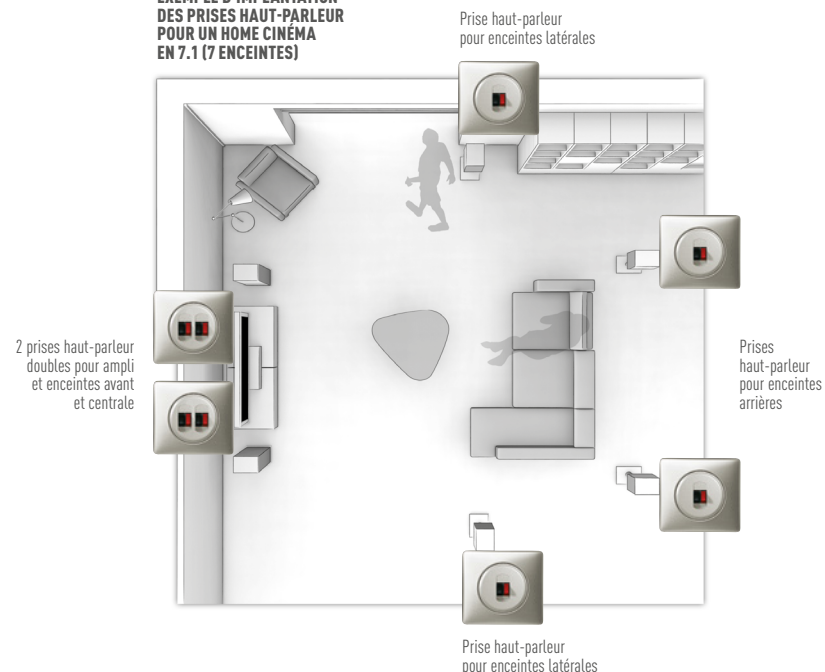 EXEMPLE D'IMPLANTATION
DES PRISES HAUT-PARLEUR
POUR UN HOME CINÉMA
EN 7.1 (7 ENCEINTES)
Prise haut-parleur
pour enceintes latérales
2 prises haut-parleur
doubles pour ampli
et enceintes avant
et centrale
Prises
haut-parleur
pour enceintes
arrières
Prise haut-parleur
pour enceintes latérales